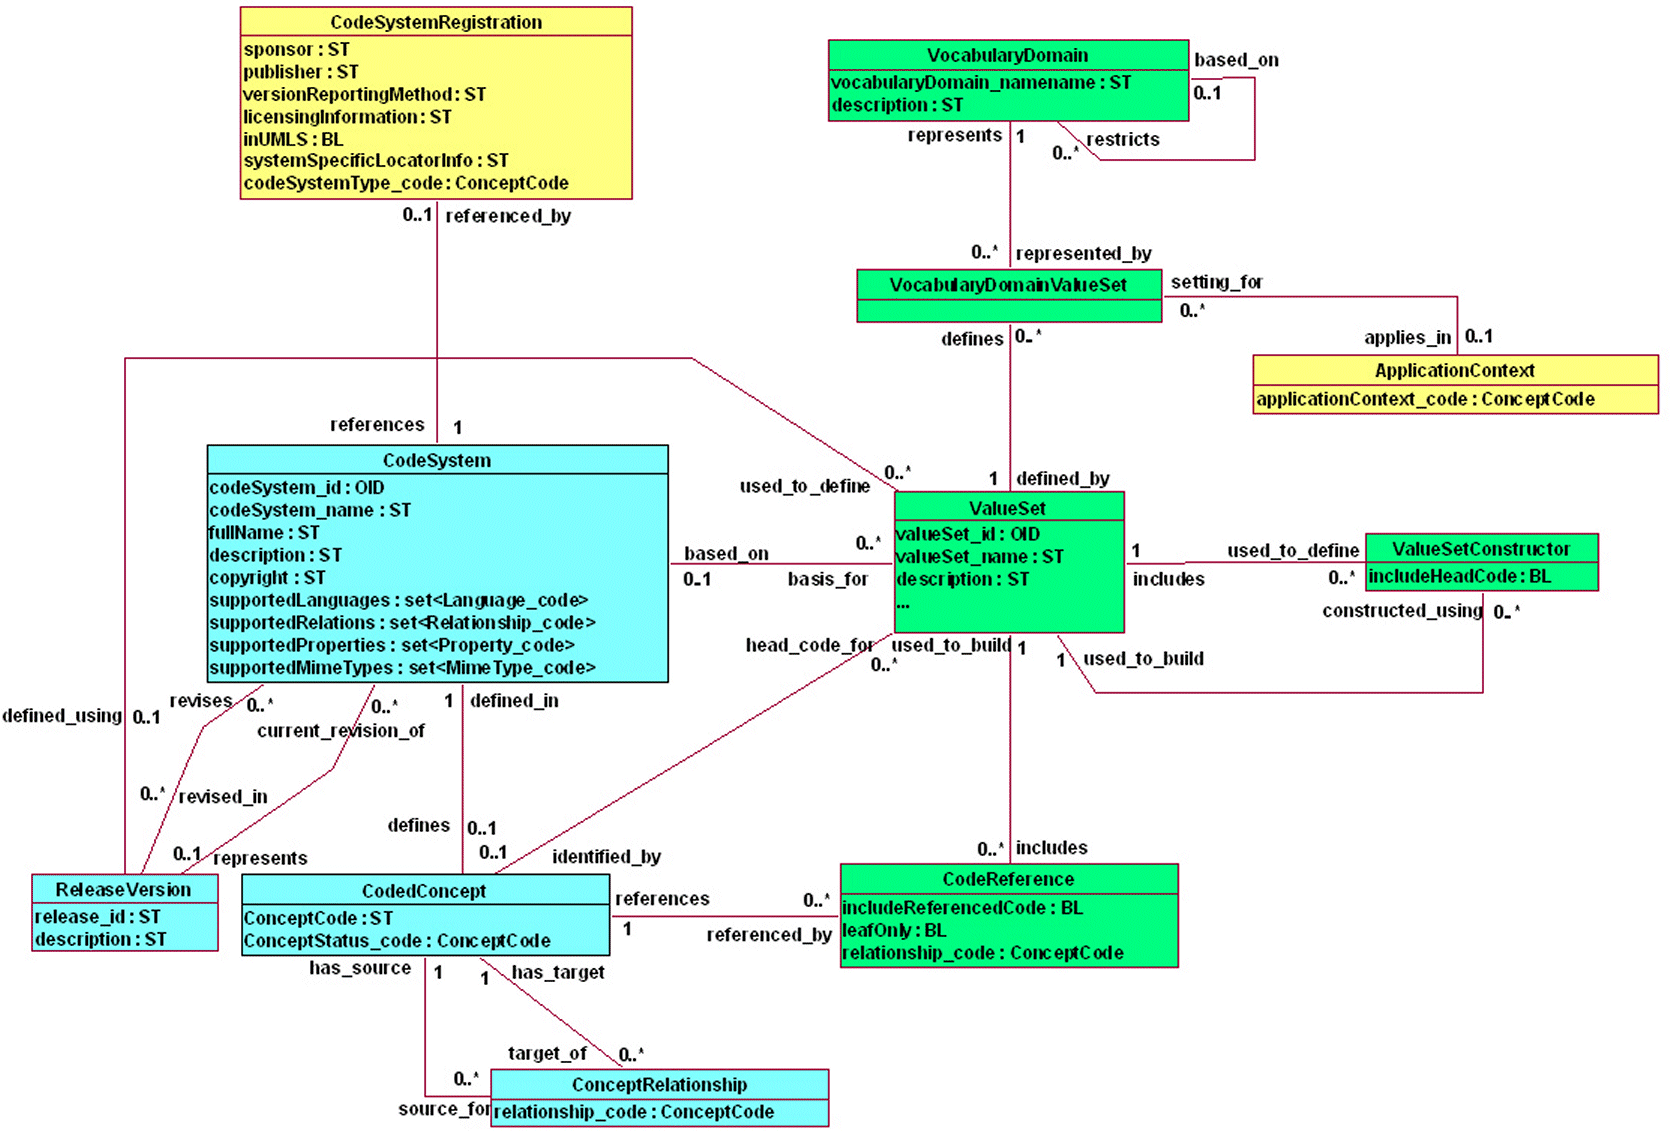 CodeSystemRegistration
sponsor : ST
publisher : ST
versionReportingMethod : ST
licensingInformation : ST
inUMLS : BL
systemSpecificLocatorInfo : ST
codeSystemType_code : ConceptCode
0..1 referenced_by
references 1
VocabularyDomain
vocabularyDomain_namename : ST
description : ST
based_on
0..1
restricts
0..*
represents 1
0..* represented_by
VocabularyDomainValueSet
setting_for
0..*
applies_in 0..1
ApplicationContext
applicationContext_code : ConceptCode
defines 0..*
1 defined_by
used_to_define 0..*
CodeSystem
codeSystem_id : OID
codeSystem_name : ST
fullName : ST
description : ST
copyright : ST
supportedLanguages : set<Language_code>
supportedRelations : set<Relationship_code>
supportedProperties : set<Property_code>
supportedMimeTypes : set<MimeType_code>
based_on 0..*
0..1 basis_for
ValueSet
valueSet_id : OID
valueSet_name : ST
description : ST
...
1 used_to_define
includes 0..*
ValueSetConstructor
includeHeadCode : BL
constructed_using 0..*
head_code_for
0..*
used_to_build 1
1 used_to_build
defined_using 0..1
revises 0..*
0..*
current_revision_of
1 defined_in
0..* revised_in
0..1 represents
defines 0..1
0..1 identified_by
0..* includes
ReleaseVersion
release_id : ST
description : ST
CodedConcept
ConceptCode : ST
ConceptStatus_code : ConceptCode
references 0..*
1 referenced_by
CodeReference
includeReferencedCode : BL
leafOnly : BL
relationship_code : ConceptCode
has_source 1
1 has_target
target_of 0..*
0..*
source_for
ConceptRelationship
relationship_code : ConceptCode